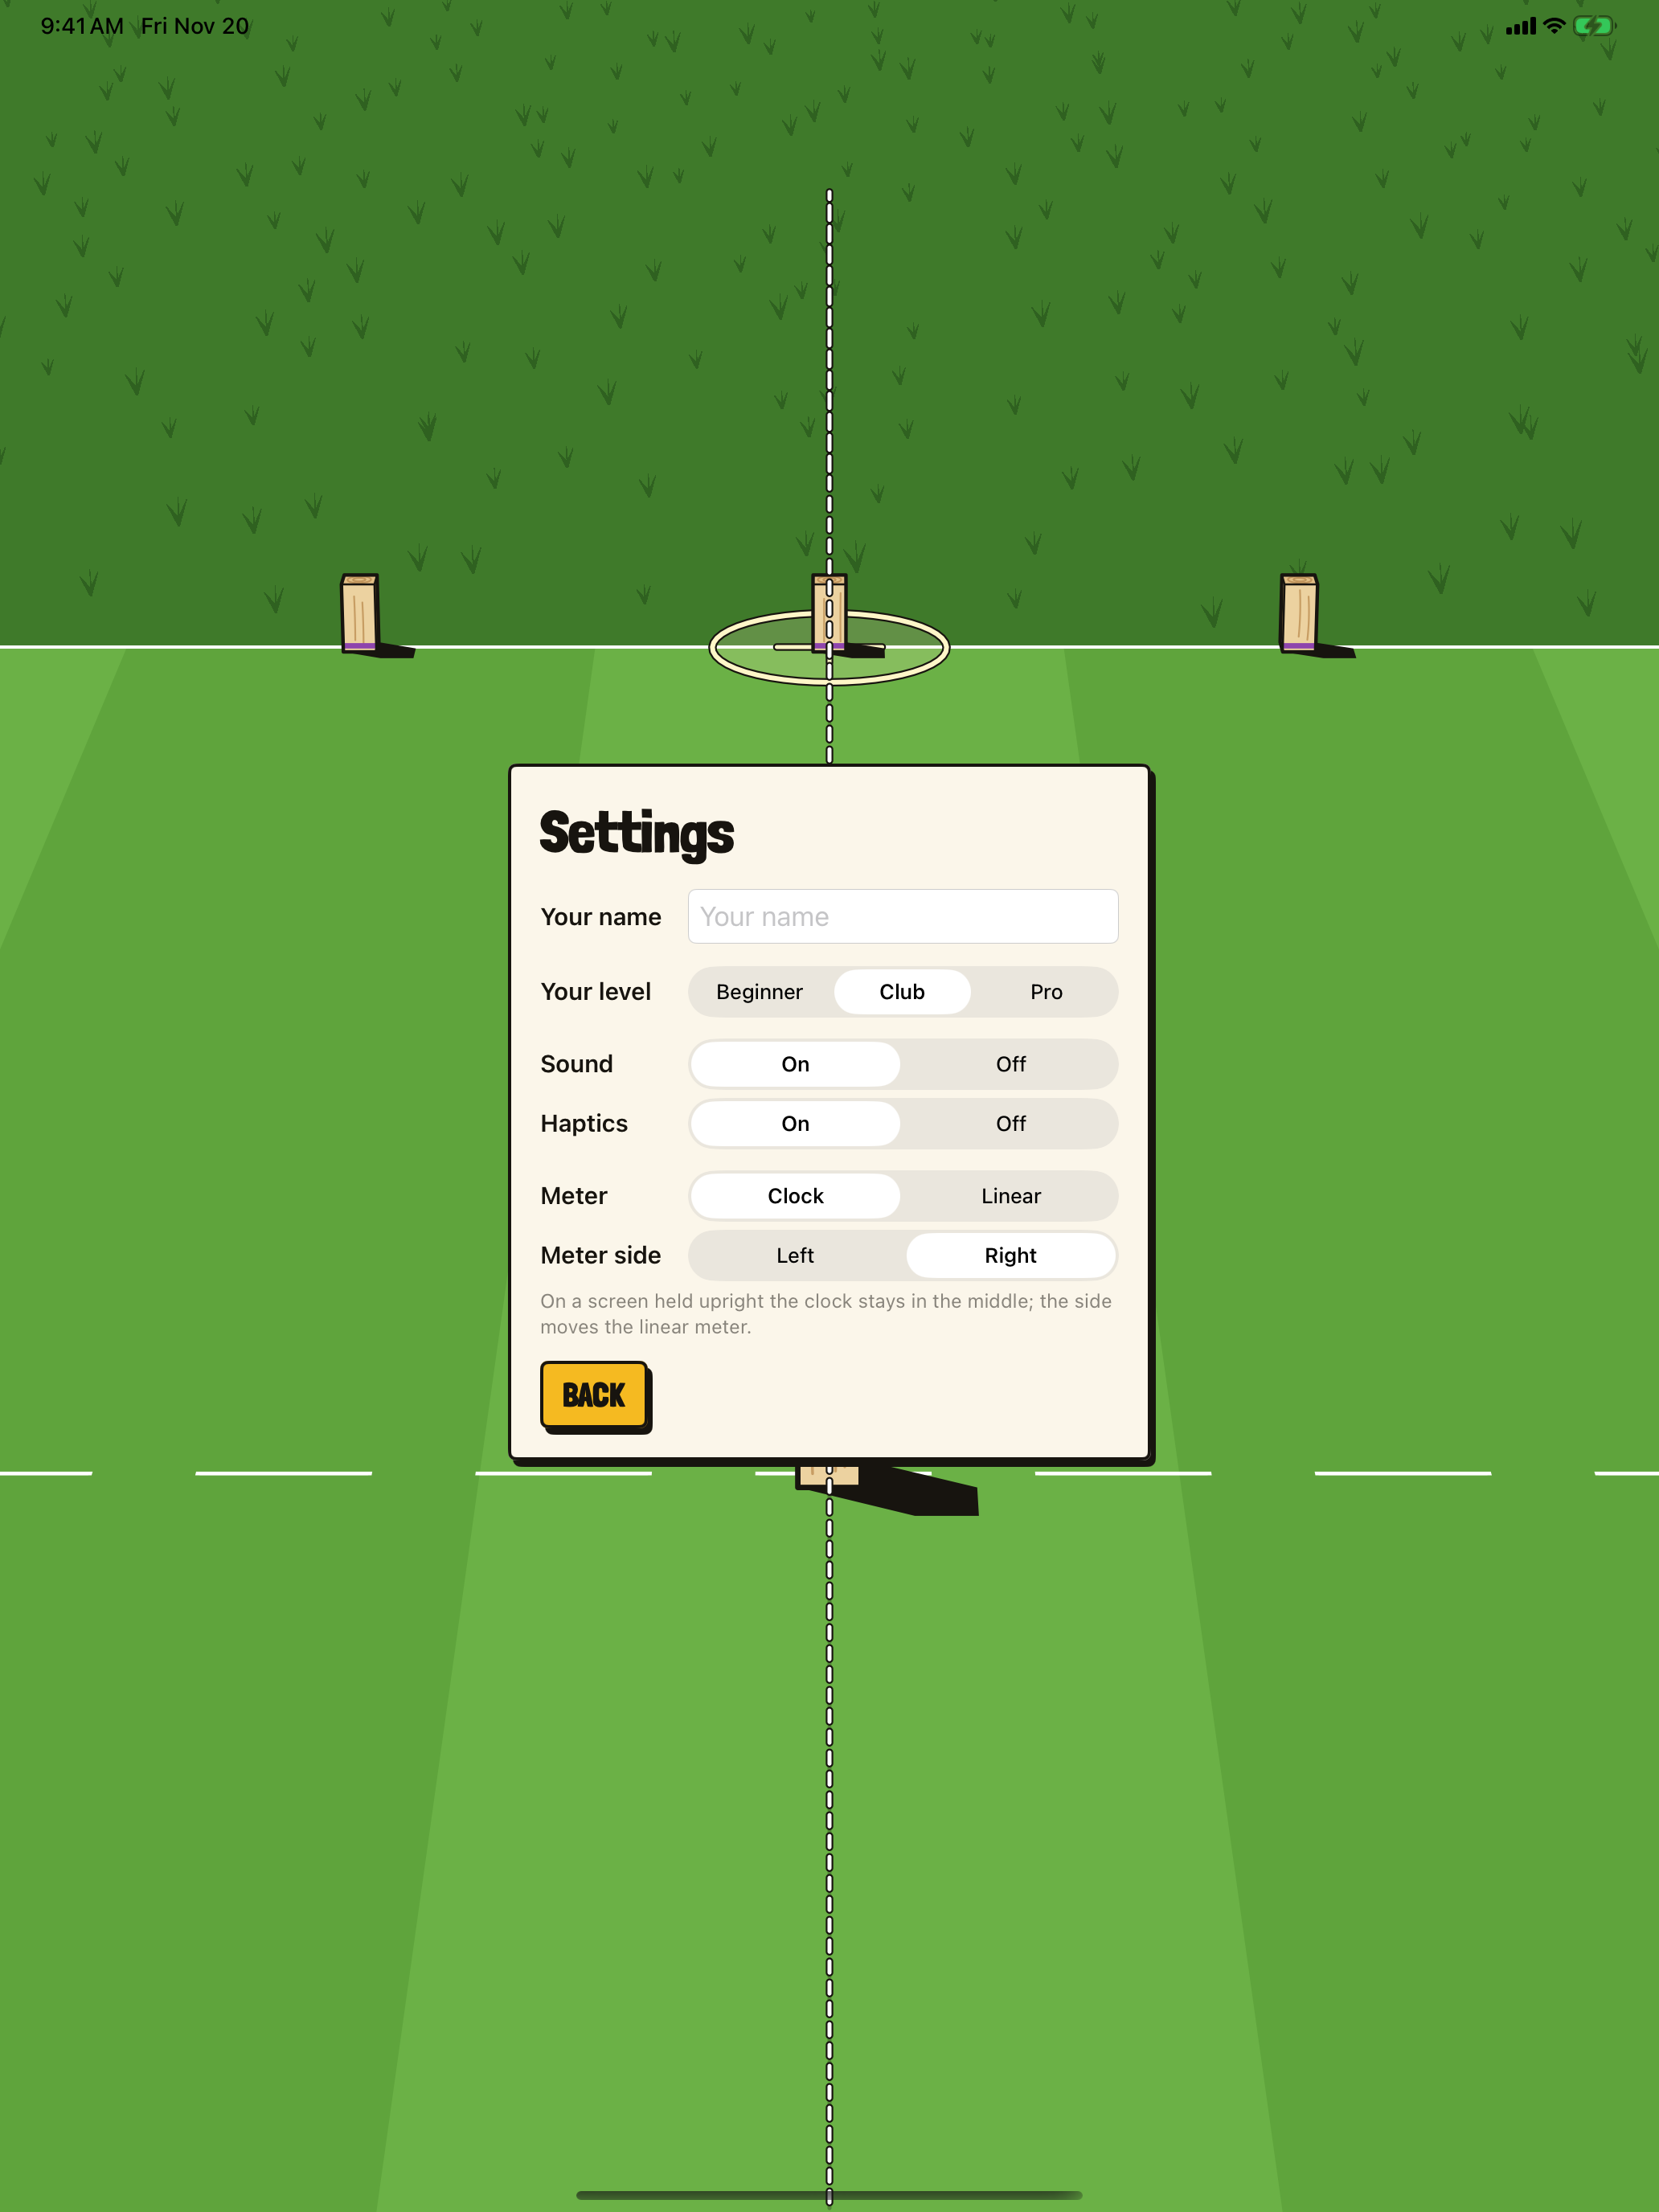 9:41 AM Fri Nov 20
Settings
Your name Your name
Your level Beginner Club Pro
Sound On Off
Haptics On Off
Meter Clock Linear
Meter side Left Right
On a screen held upright the clock stays in the middle; the side
moves the linear meter.
BACK